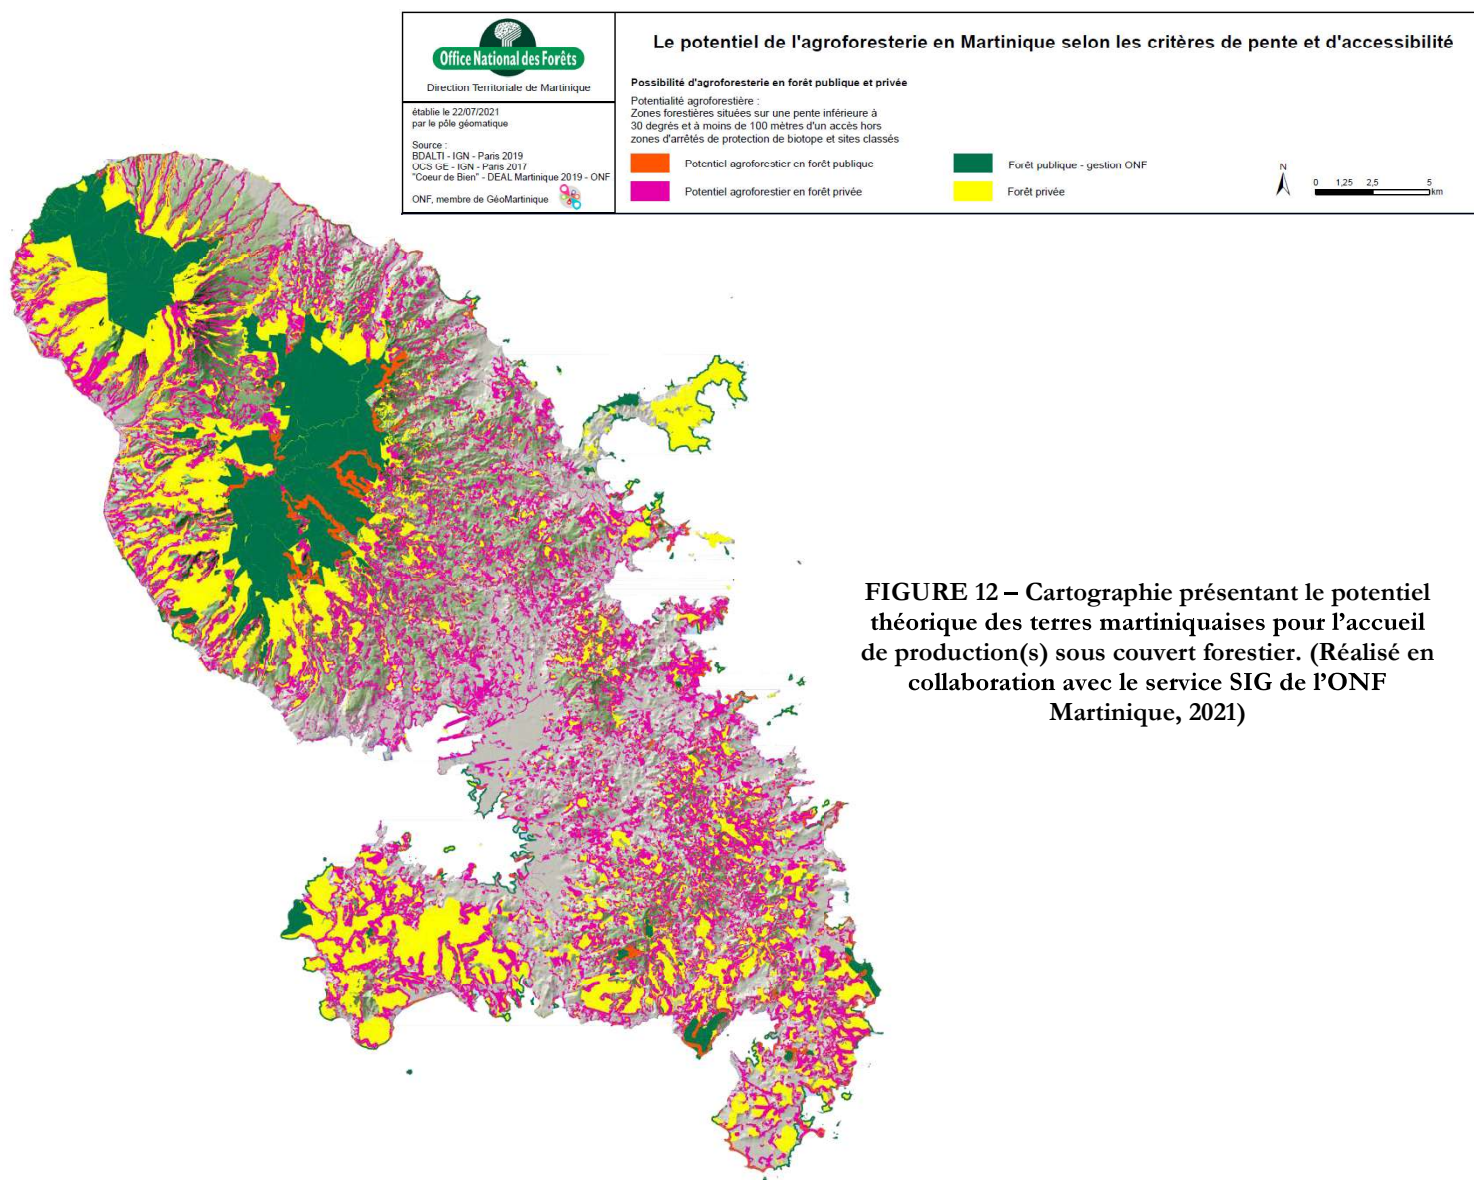 Office National des Forêts
Direction Territoriale de Martinique
établie le 22/07/2021
par le pôle géomatique
Source :
BDALTI - IGN - Paris 2019
OCS GE - IGN - Paris 2017
"Coeur de Bien" - DEAL Martinique 2019 - ONF
ONF, membre de GéoMartinique
Le potentiel de l'agroforesterie en Martinique selon les critères de pente et d'accessibilité
Possibilité d'agroforesterie en forêt publique et privée
Potentialité agroforestière :
Zones forestières situées sur une pente inférieure à
30 degrés et à moins de 100 mètres d'un accès hors
zones d'arrêtés de protection de biotope et sites classés
Potentiel agroforestier en forêt publique
Potentiel agroforestier en forêt privée
Forêt publique - gestion ONF
Forêt privée
N
0 1,25 2,5 5
km
FIGURE 12 – Cartographie présentant le potentiel
théorique des terres martiniquaises pour l'accueil
de production(s) sous couvert forestier. (Réalisé en
collaboration avec le service SIG de l'ONF
Martinique, 2021)